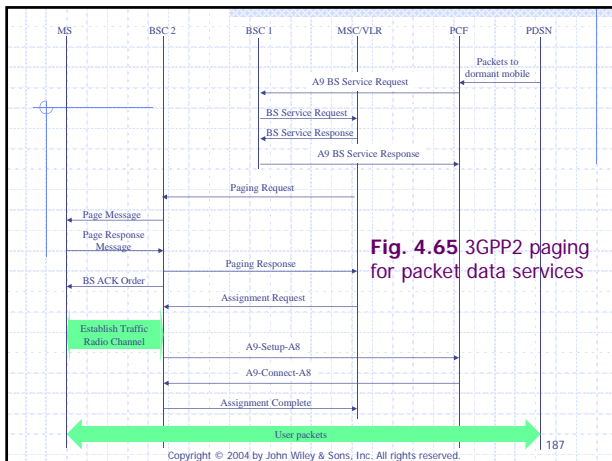 MS BSC 2 BSC 1 MSC/VLR PCF PDSN
Packets to
dormant mobile
A9 BS Service Request
BS Service Request
BS Service Response
A9 BS Service Response
Paging Request
Page Message
Page Response
Message
Fig. 4.65 3GPP2 paging
for packet data services
Paging Response
BS ACK Order
Assignment Request
Establish Traffic
Radio Channel
A9-Setup-A8
A9-Connect-A8
Assignment Complete
User packets
187
Copyright © 2004 by John Wiley & Sons, Inc. All rights reserved.